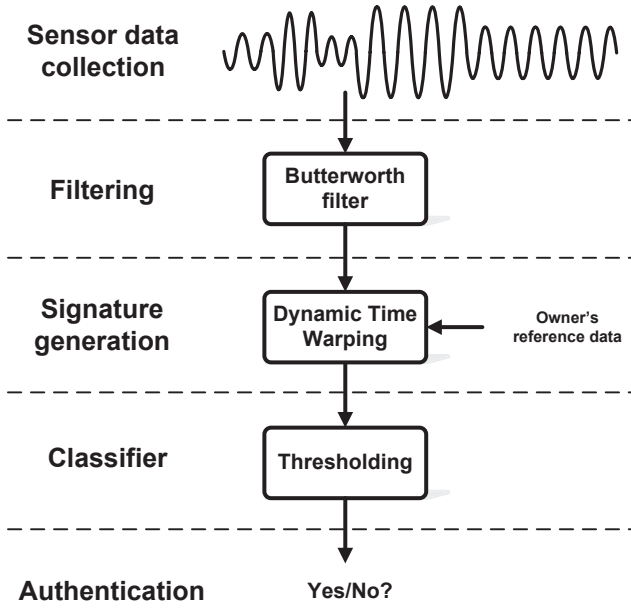 Sensor data
collection
Filtering
Butterworth
filter
Signature
generation
Dynamic Time
Warping
Owner's
reference data
Classifier
Thresholding
Authentication
Yes/No?